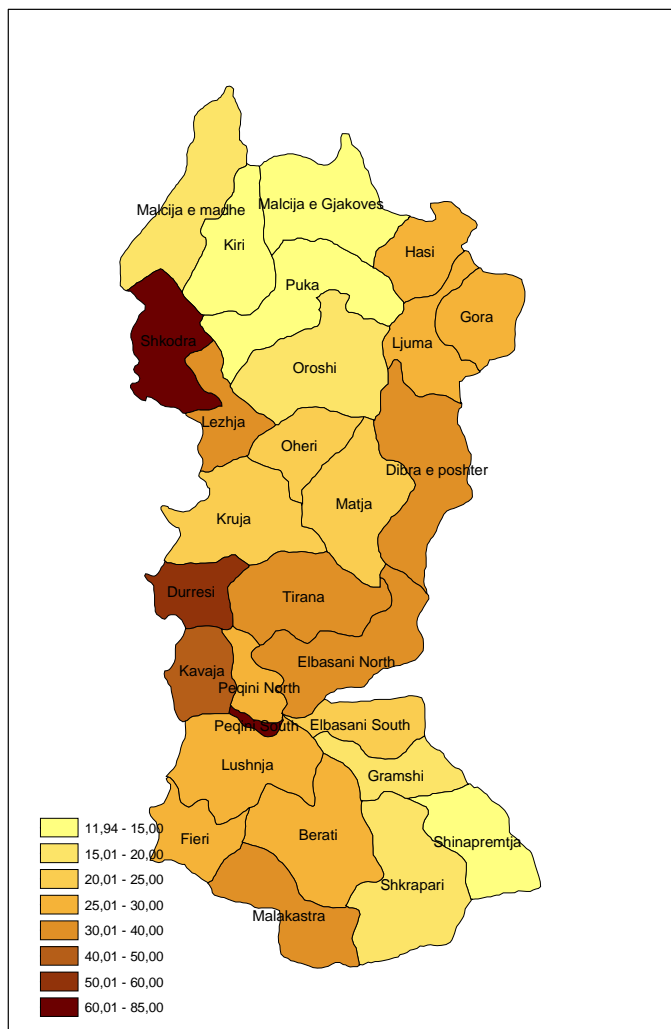 Malcija e madhe
Malcija e Gjakoves
Kiri
Hasi
Puka
Gora
Shkodra
Ljuma
Oroshi
Lezhja
Oheri
Dibra e poshter
Matja
Kruja
Durresi
Tirana
Elbasani North
Kavaja
Peqini North
Peqini South
Elbasani South
Lushnja
Gramshi
Fieri
Berati
Shinapremtja
Shkrapari
Malakastra
11,94 - 15,00
15,01 - 20,00
20,01 - 25,00
25,01 - 30,00
30,01 - 40,00
40,01 - 50,00
50,01 - 60,00
60,01 - 85,00